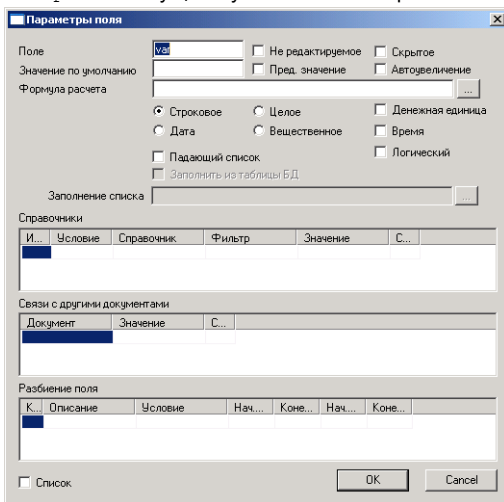 Параметры поля
Поле var Не редактируемое Скрытое
Значение по умолчанию Пред. значение Автоувеличение
Формула расчета ...
Строковое Целое Денежная единица
Дата Вещественное Время
Падающий список Логический
Заполнить из таблицы БД
Заполнение списка ...
Справочники
И... Условие Справочник Фильтр Значение С...
Связи с другими документами
Документ Значение С...
Разбиение поля
К... Описание Условие Нач.... Коне... Нач.... Коне...
Список OK Cancel